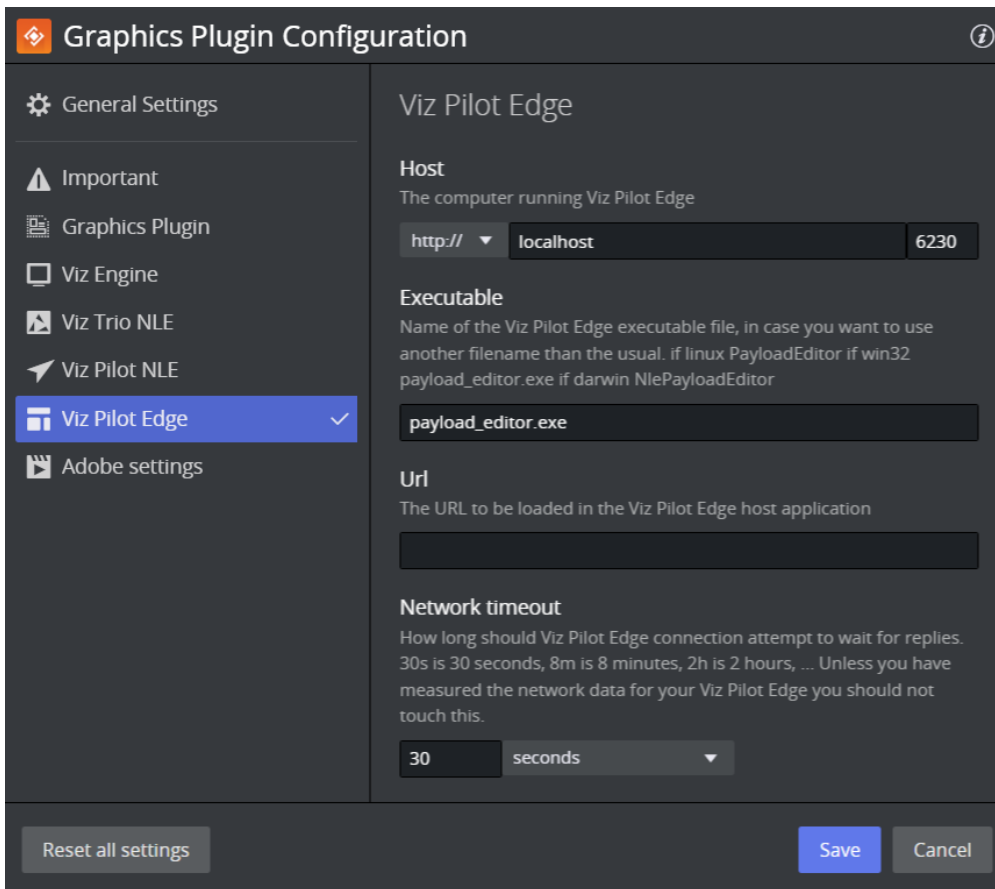 Graphics Plugin Configuration
General Settings
Important
Graphics Plugin
Viz Engine
Viz Trio NLE
Viz Pilot NLE
Viz Pilot Edge
Adobe settings
Viz Pilot Edge
Host
The computer running Viz Pilot Edge
http:// localhost 6230
Executable
Name of the Viz Pilot Edge executable file, in case you want to use
another filename than the usual. if linux PayloadEditor if win32
payload_editor.exe if darwin NlePayloadEditor
payload_editor.exe
Url
The URL to be loaded in the Viz Pilot Edge host application
Network timeout
How long should Viz Pilot Edge connection attempt to wait for replies.
30s is 30 seconds, 8m is 8 minutes, 2h is 2 hours, ... Unless you have
measured the network data for your Viz Pilot Edge you should not
touch this.
30 seconds
Reset all settings
Save Cancel